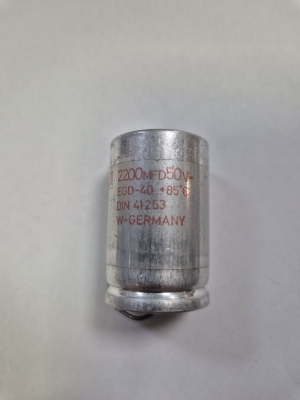 2200MFD50V-
EGD-40 +85°C
DIN 41253
W-GERMANY